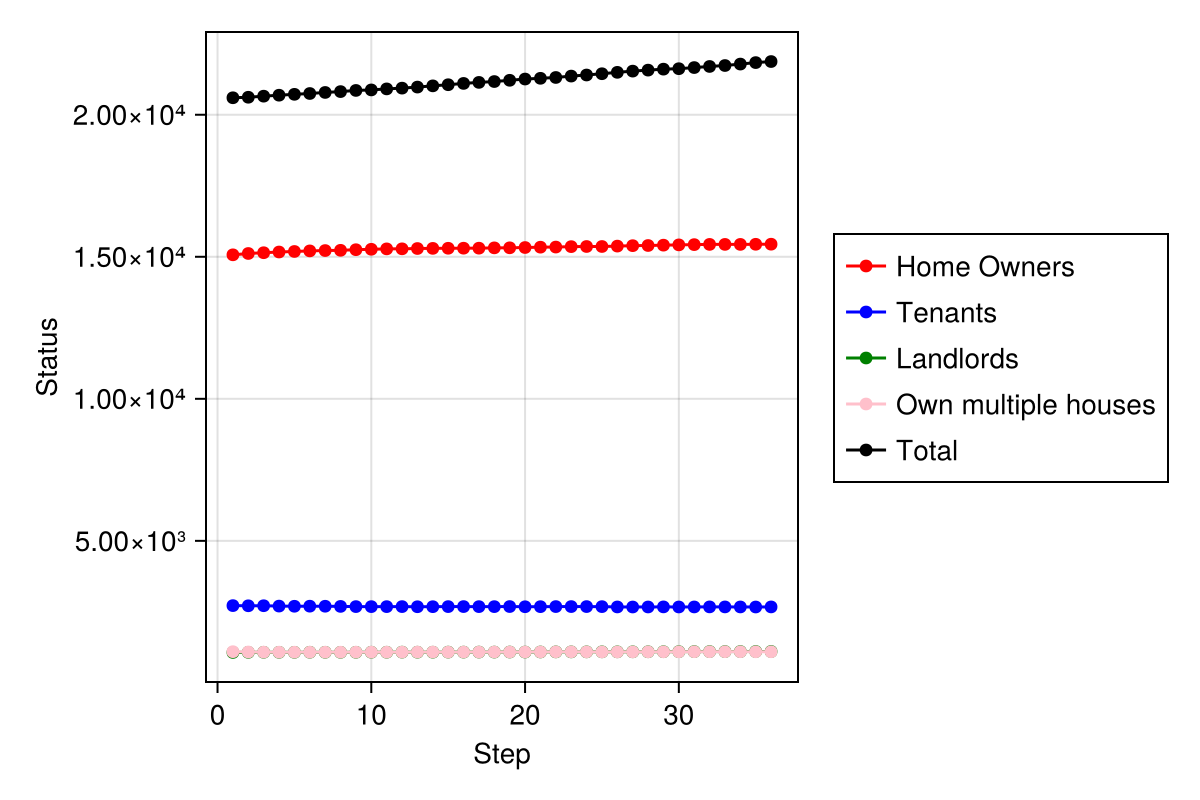 2.00×10⁴
1.50×10⁴
1.00×10⁴
5.00×10³
Status
0
10
20
30
Step
Home Owners
Tenants
Landlords
Own multiple houses
Total